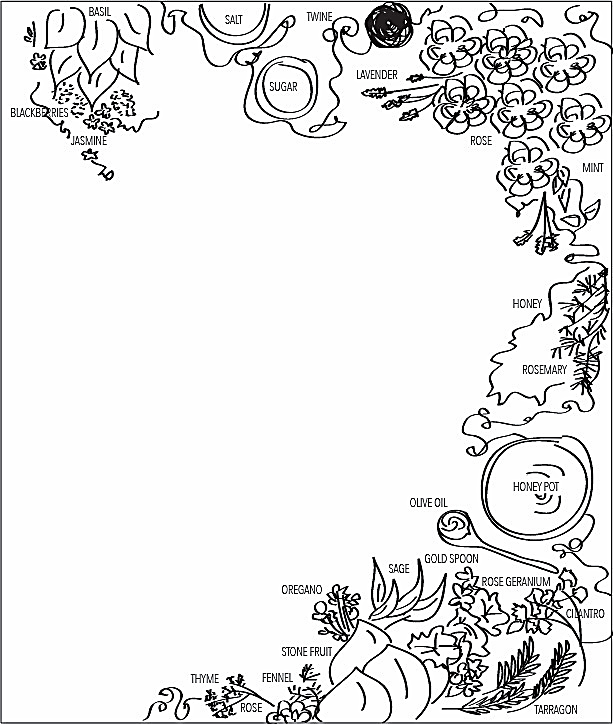 BASIL
SALT
TWINE
SUGAR
LAVENDER
BLACKBERRIES
JASMINE
ROSE
MINT
HONEY
ROSEMARY
HONEY POT
OLIVE OIL
GOLD SPOON
SAGE
ROSE GERANIUM
OREGANO
CILANTRO
STONE FRUIT
THYME
FENNEL
ROSE
TARRAGON